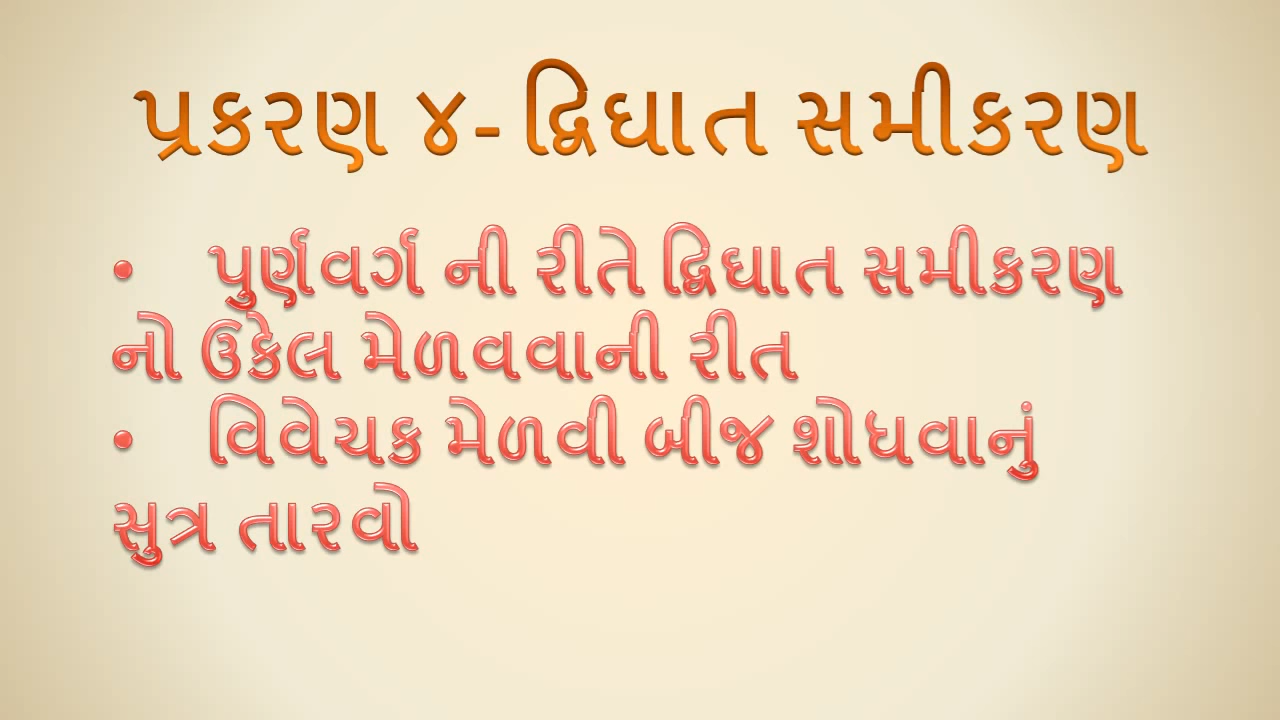 પ્રકરણ ૪- દ્વિઘાત સમીકરણ
• પુર્ણવર્ગ ની રીતે દ્વિઘાત સમીકરણ
નો ઉકેલ મેળવવાની રીત
• વિવેચક મેળવી બીજ શોધવાનું
સુત્ર તારવો